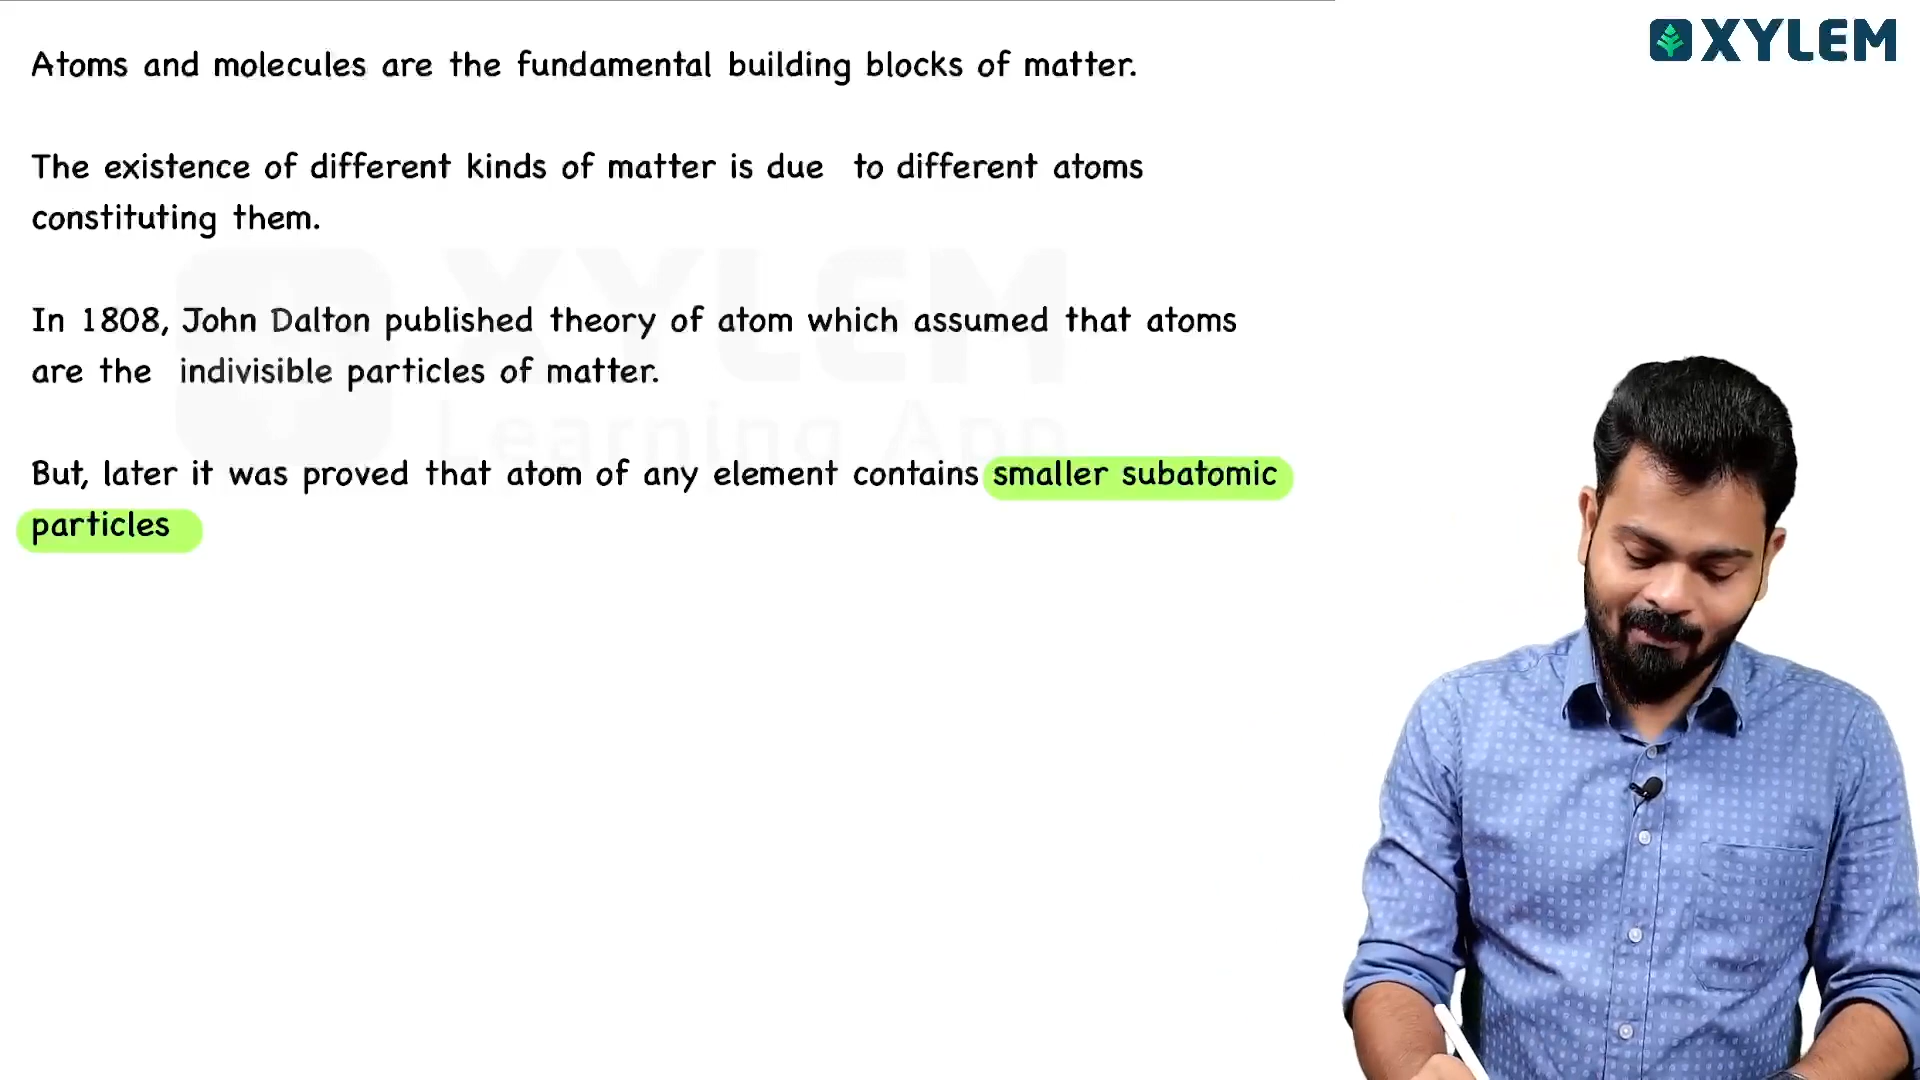 XYLEM
Atoms and molecules are the fundamental building blocks of matter.
The existence of different kinds of matter is due to different atoms
constituting them.
In 1808, John Dalton published theory of atom which assumed that atoms
are the indivisible particles of matter.
But, later it was proved that atom of any element contains smaller subatomic
particles
XYLEM
Learning App